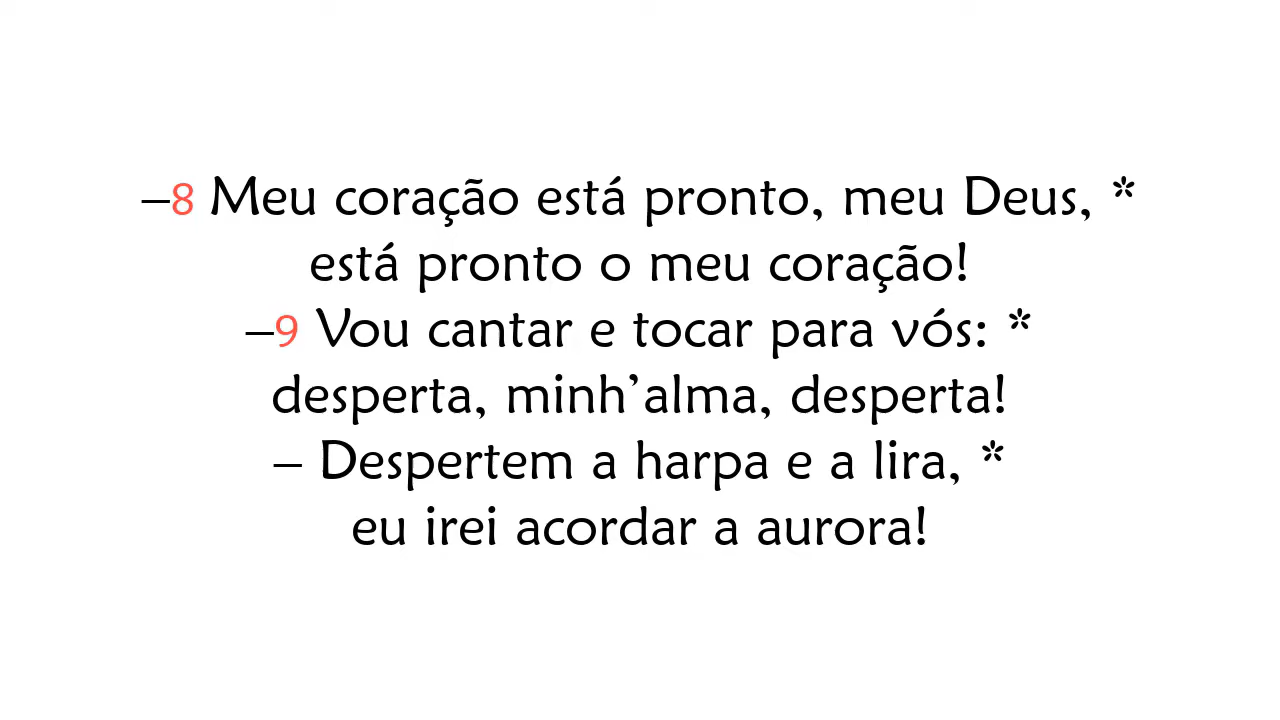 –8 Meu coração está pronto, meu Deus, *
está pronto o meu coração!
–9 Vou cantar e tocar para vós: *
desperta, minh’alma, desperta!
– Despertem a harpa e a lira, *
eu irei acordar a aurora!